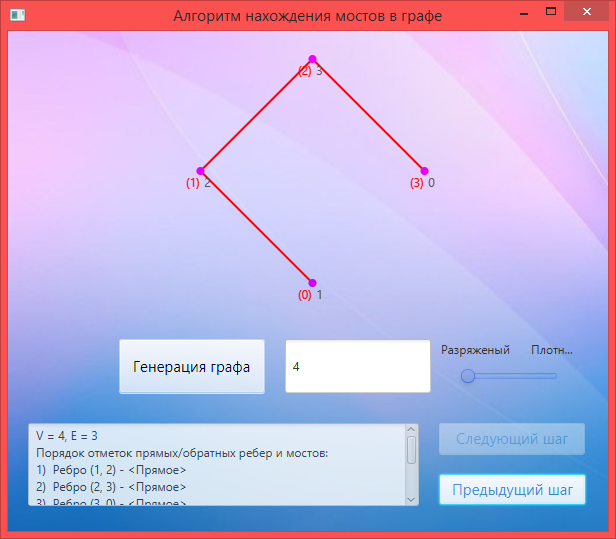 Алгоритм нахождения мостов в графе
(2) 3
(1) 2
(3) 0
(0) 1
Генерация графа
4
Разряженый Плотн...
V = 4, E = 3
Порядок отметок прямых/обратных ребер и мостов:
1) Ребро (1, 2) - <Прямое>
2) Ребро (2, 3) - <Прямое>
3) Ребро (3, 0) - <Прямое>
Следующий шаг
Предыдущий шаг